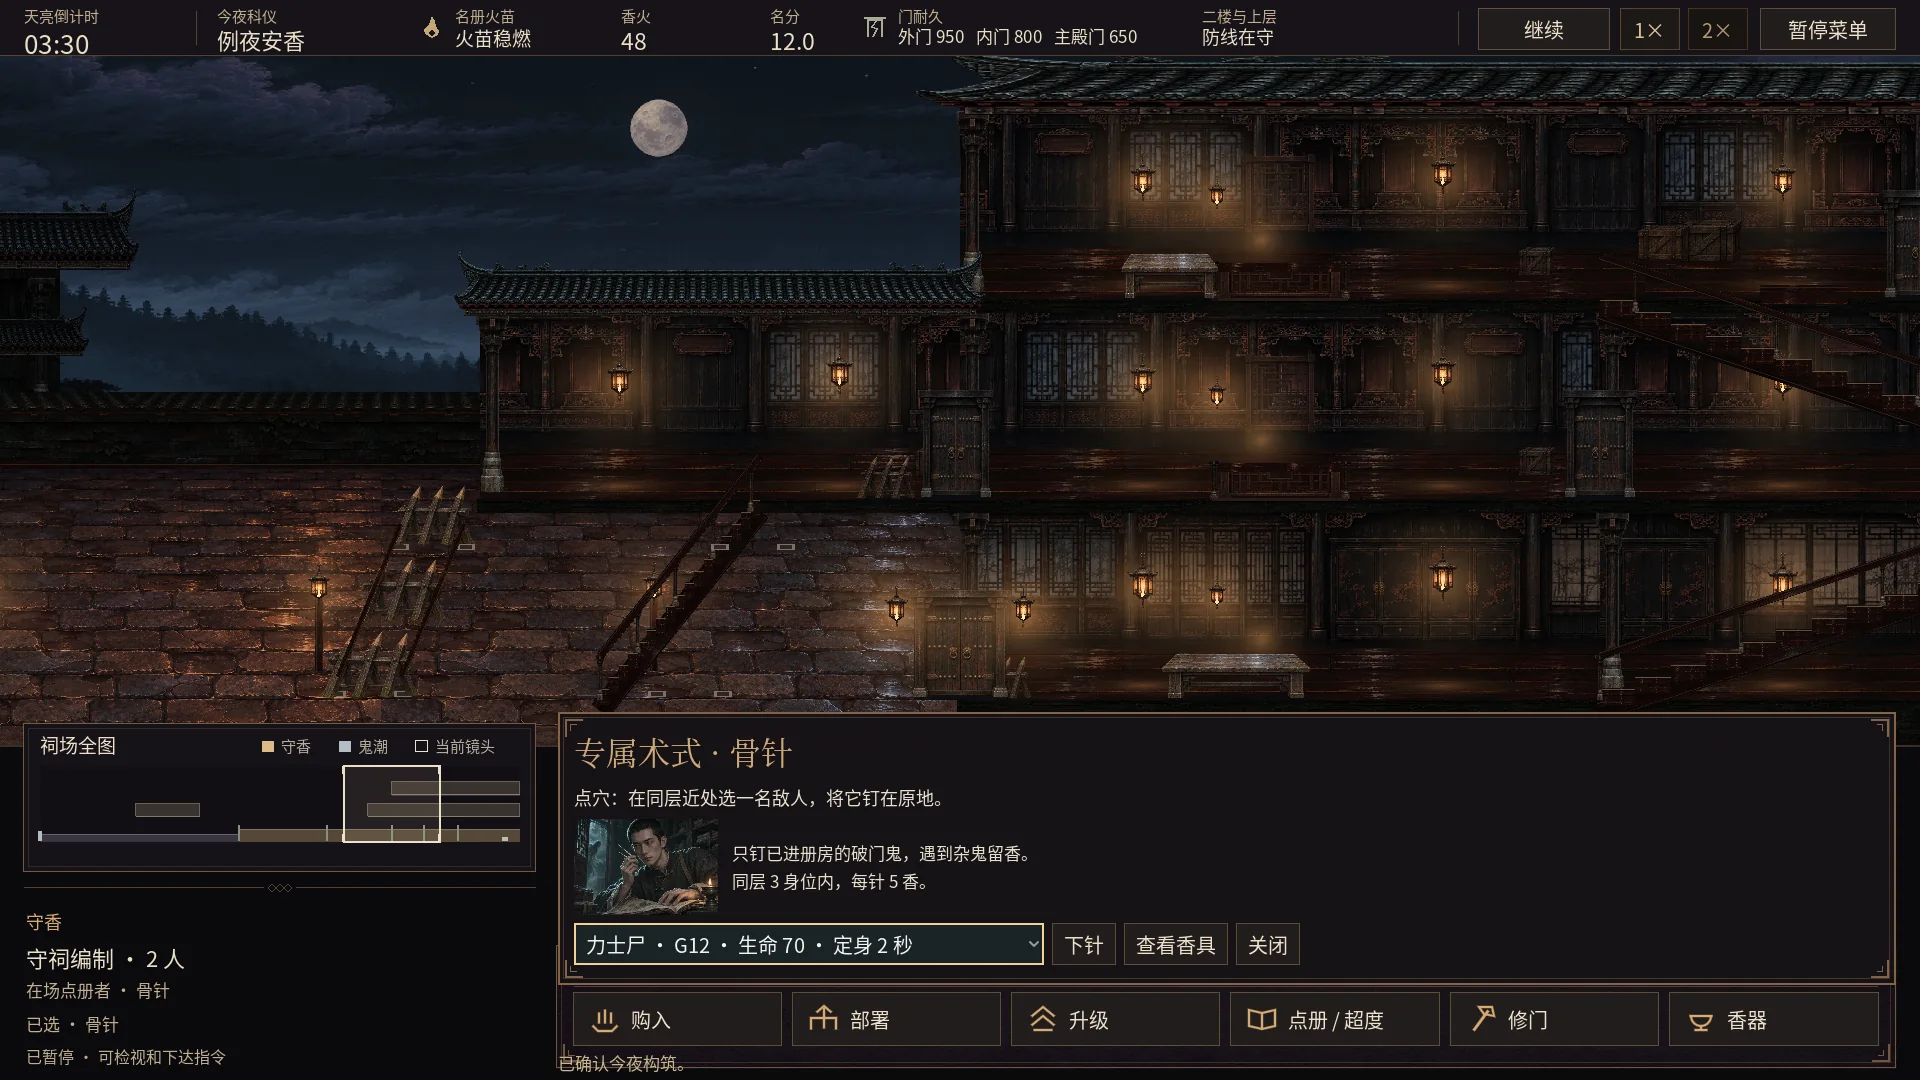 天亮倒计时
03:30
今夜科仪
例夜安香
名册火苗
火苗稳燃
香火
48
名分
12.0
门耐久
外门 950 内门 800 主殿门 650
二楼与上层
防线在守
继续
1×
2×
暂停菜单
祠场全图
守香
鬼潮
当前镜头
守香
守祠编制 · 2 人
在场点册者 · 骨针
已选 · 骨针
已暂停 · 可检视和下达指令
专属术式 · 骨针
点穴：在同层近处选一名敌人，将它钉在原地。
只钉已进册房的破门鬼，遇到杂鬼留香。
同层 3 身位内，每针 5 香。
力士尸 · G12 · 生命 70 · 定身 2 秒
下针
查看香具
关闭
购入
部署
升级
点册 / 超度
修门
香器
已确认今夜构筑。